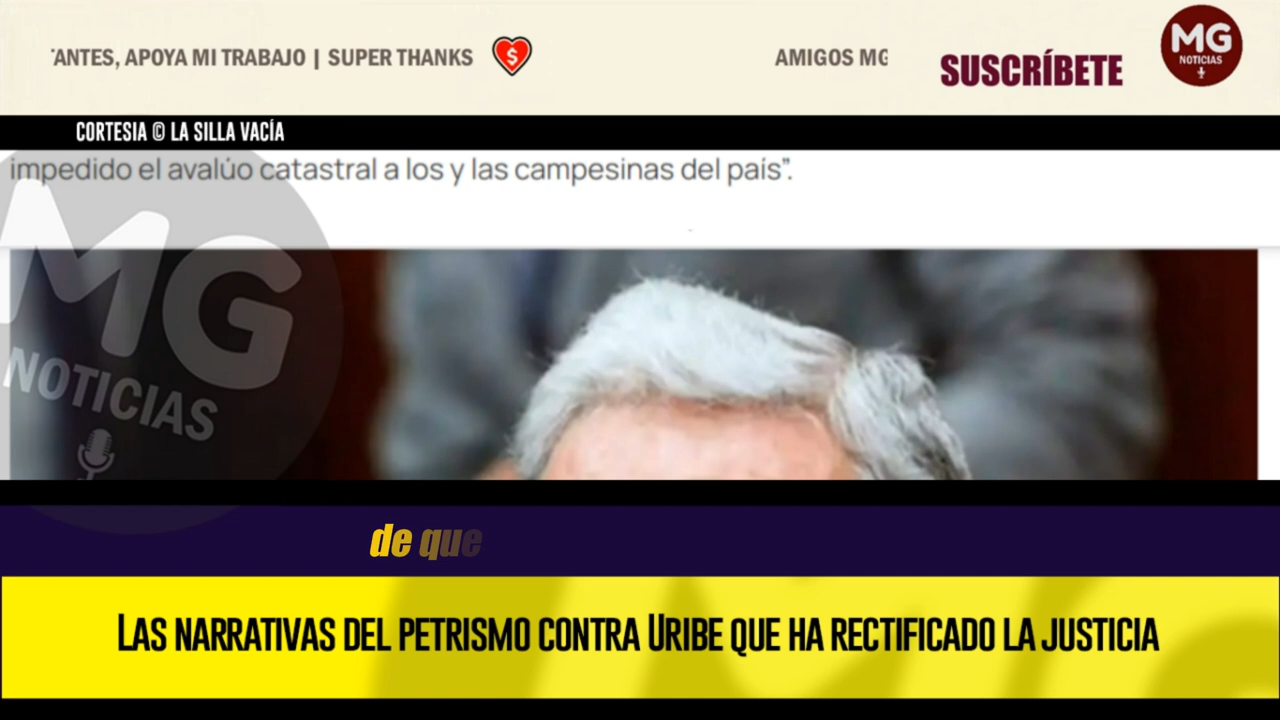 'ANTES, APOYA MI TRABAJO | SUPER THANKS
AMIGOS MG
SUSCRÍBETE
MG
NOTICIAS
CORTESIA © LA SILLA VACÍA
impedido el avalúo catastral a los y las campesinas del país”.
MG
NOTICIAS
de que
LAS NARRATIVAS DEL PETRISMO CONTRA URIBE QUE HA RECTIFICADO LA JUSTICIA